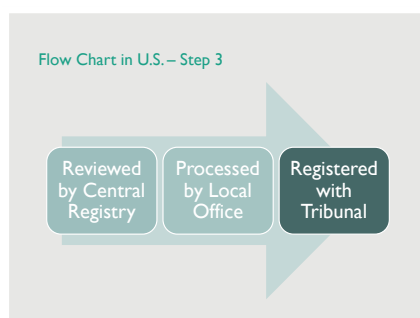 Flow Chart in U.S. – Step 3
Reviewed
by Central
Registry
Processed
by Local
Office
Registered
with
Tribunal